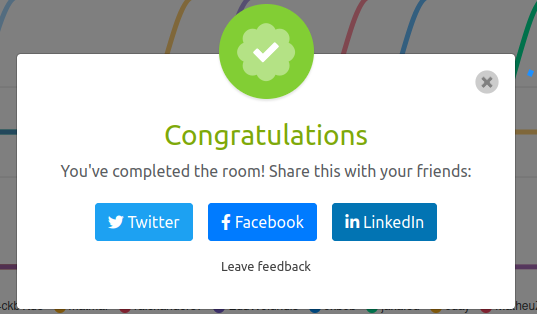 Congratulations
You've completed the room! Share this with your friends:
Twitter
Facebook
LinkedIn
Leave feedback